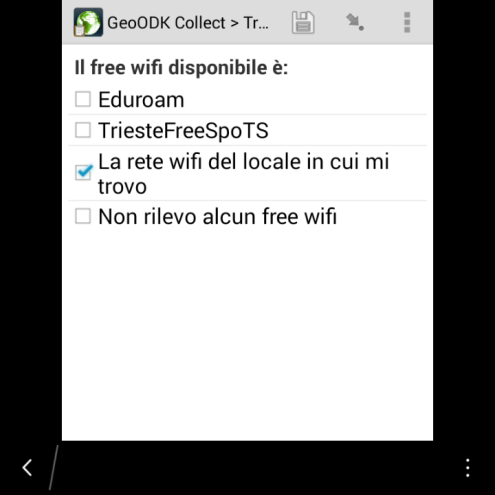 GeoODK Collect > Tr...
Il free wifi disponibile è:
Eduroam
TriesteFreeSpoTS
La rete wifi del locale in cui mi
trovo
Non rilevo alcun free wifi